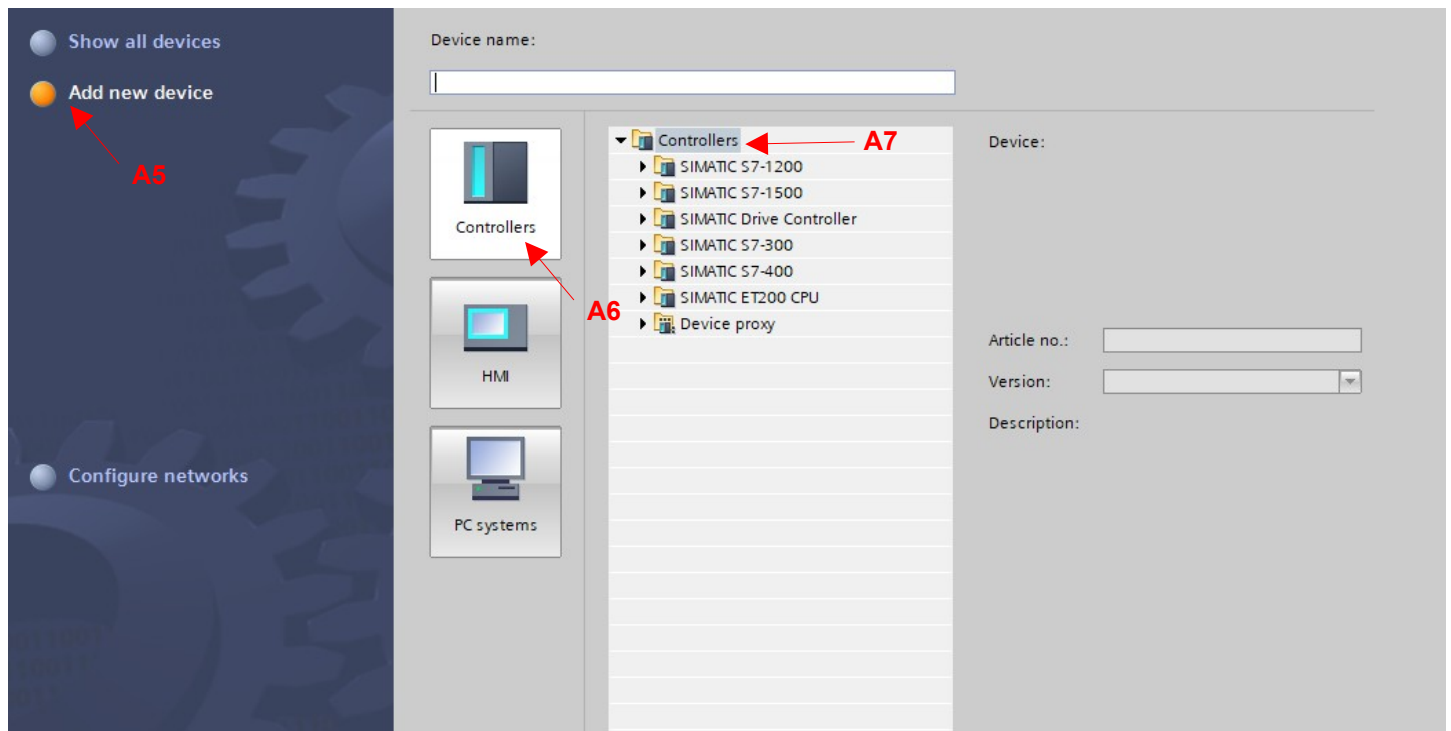 Show all devices
Add new device
A5
Configure networks
Device name:
Controllers
HMI
PC systems
A6
Controllers
A7
SIMATIC S7-1200
SIMATIC S7-1500
SIMATIC Drive Controller
SIMATIC S7-300
SIMATIC S7-400
SIMATIC ET200 CPU
Device proxy
Device:
Article no.:
Version:
Description: